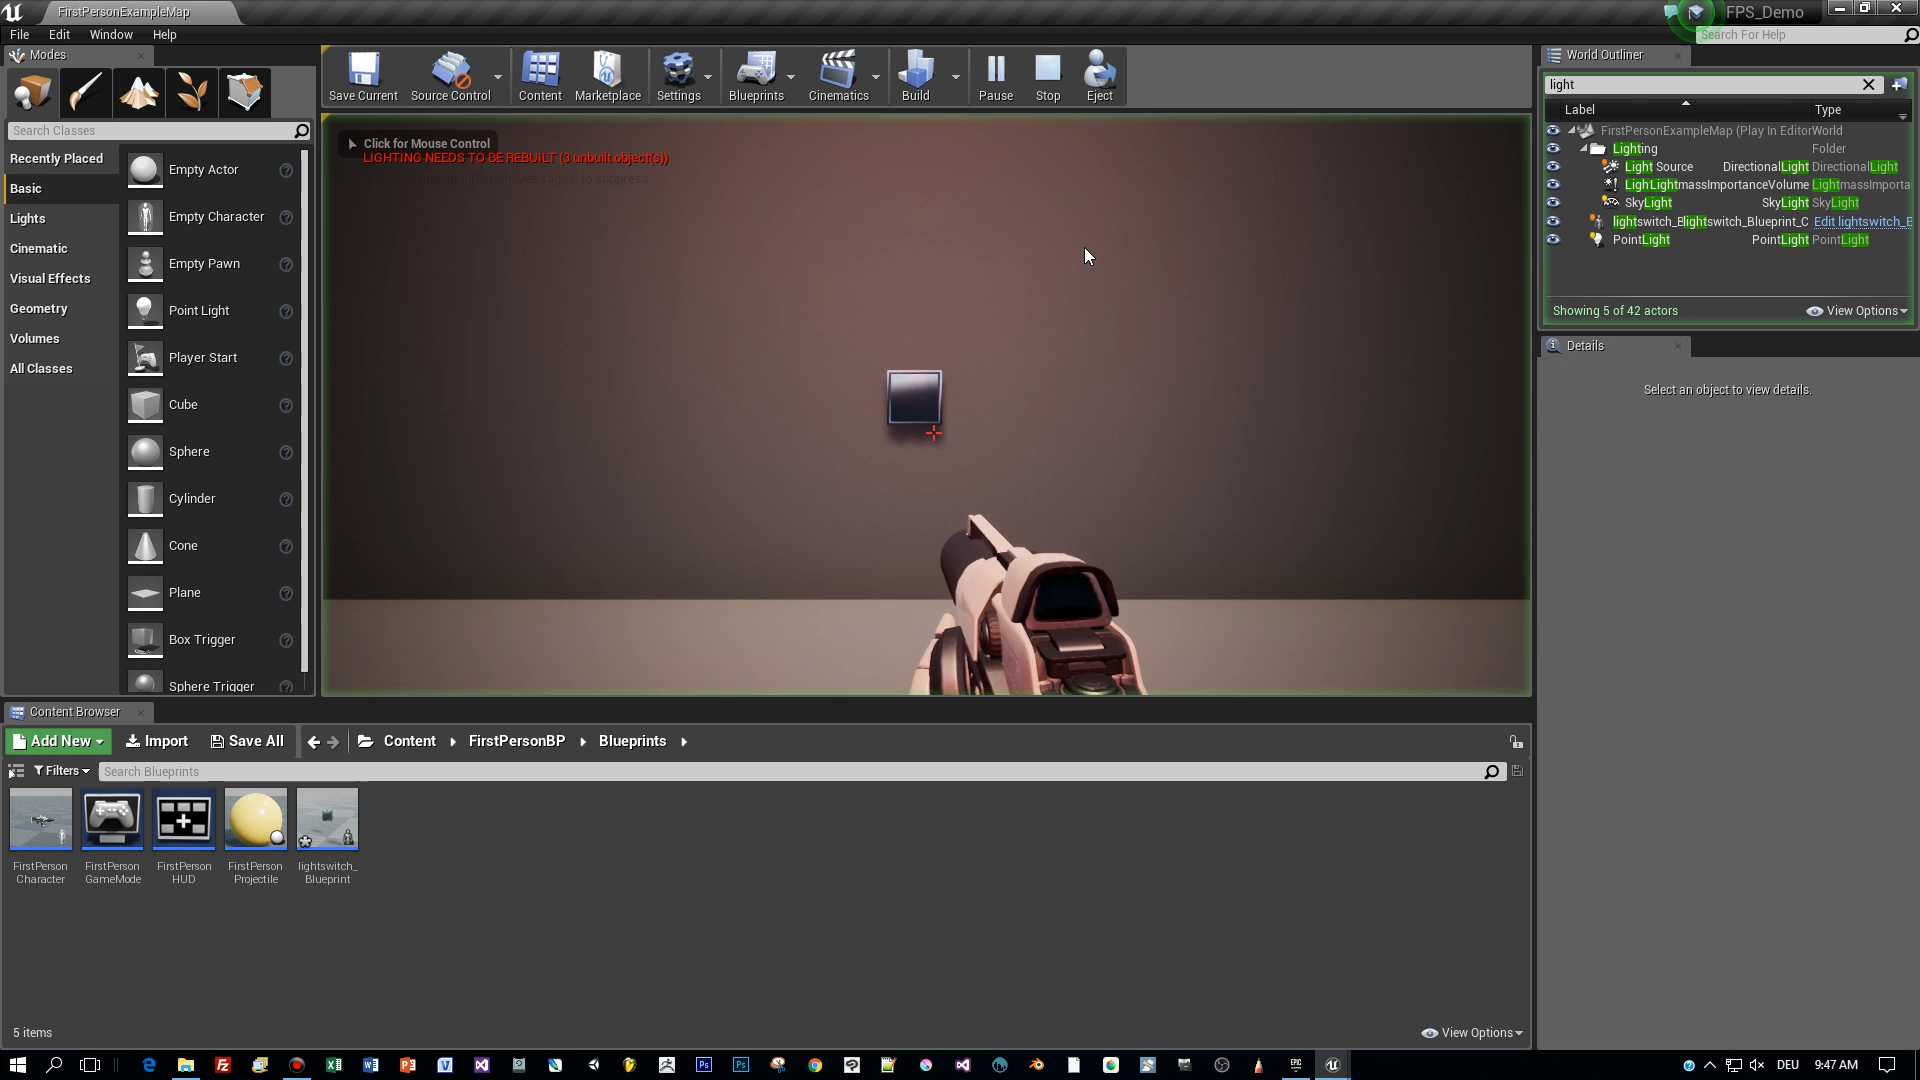 FirstPersonExampleMap
FPS_Demo
File Edit Window Help
Search For Help
Modes
Search Classes
Recently Placed
Basic
Lights
Cinematic
Visual Effects
Geometry
Volumes
All Classes
Empty Actor
Empty Character
Empty Pawn
Point Light
Player Start
Cube
Sphere
Cylinder
Cone
Plane
Box Trigger
Sphere Trigger
Save Current Source Control Content Marketplace Settings Blueprints Cinematics Build Pause Stop Eject
Click for Mouse Control
LIGHTING NEEDS TO BE REBUILT (3 unbuilt object(s))
'DisableAllScreenMessages' to suppress
World Outliner
light
Label Type
FirstPersonExampleMap (Play In Editor World
Lighting Folder
Light Source DirectionalLight DirectionalLight
LighLightmassImportanceVolume Lightmassimporta
SkyLight SkyLight SkyLight
lightswitch_Blightswitch_Blueprint_C Edit lightswitch_B
PointLight PointLight PointLight
Showing 5 of 42 actors View Options
Details
Select an object to view details.
Content Browser
Add New Import Save All Content FirstPersonBP Blueprints
Filters Search Blueprints
FirstPerson Character
FirstPerson GameMode
FirstPerson HUD
FirstPerson Projectile
lightswitch_ Blueprint
5 items View Options
DEU 9:47 AM